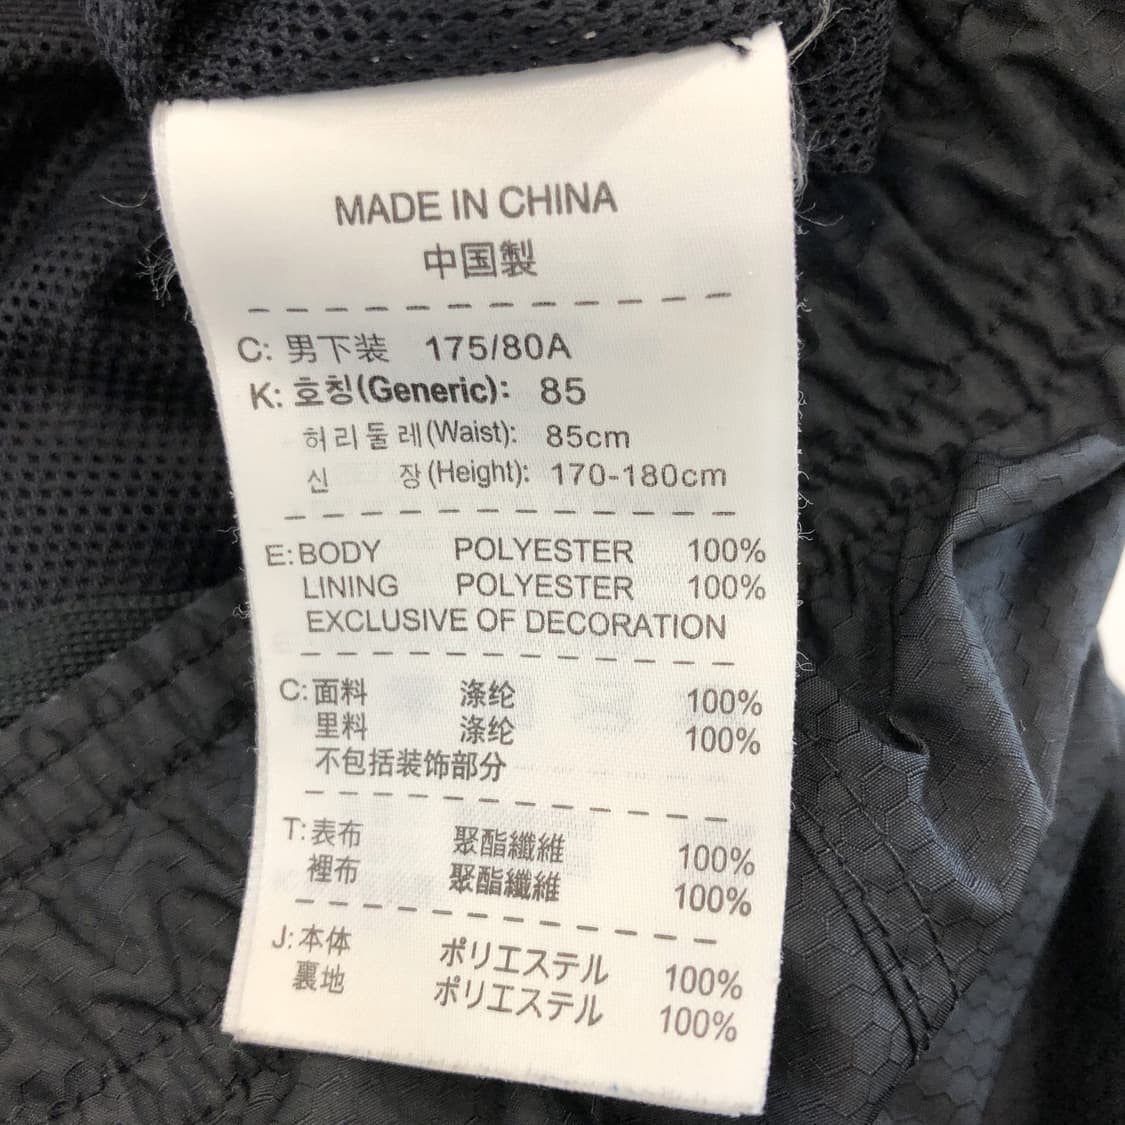 MADE IN CHINA
中国製
C: 男下装 175/80A
K: 호칭(Generic): 85
허리둘레(Waist): 85cm
신 장(Height): 170-180cm
E: BODY POLYESTER 100%
LINING POLYESTER 100%
EXCLUSIVE OF DECORATION
C: 面料 涤纶 100%
里料 涤纶 100%
不包括装饰部分
T: 表布 聚酯纖維 100%
裡布 聚酯纖維 100%
J: 本体 ポリエステル 100%
裏地 ポリエステル 100%